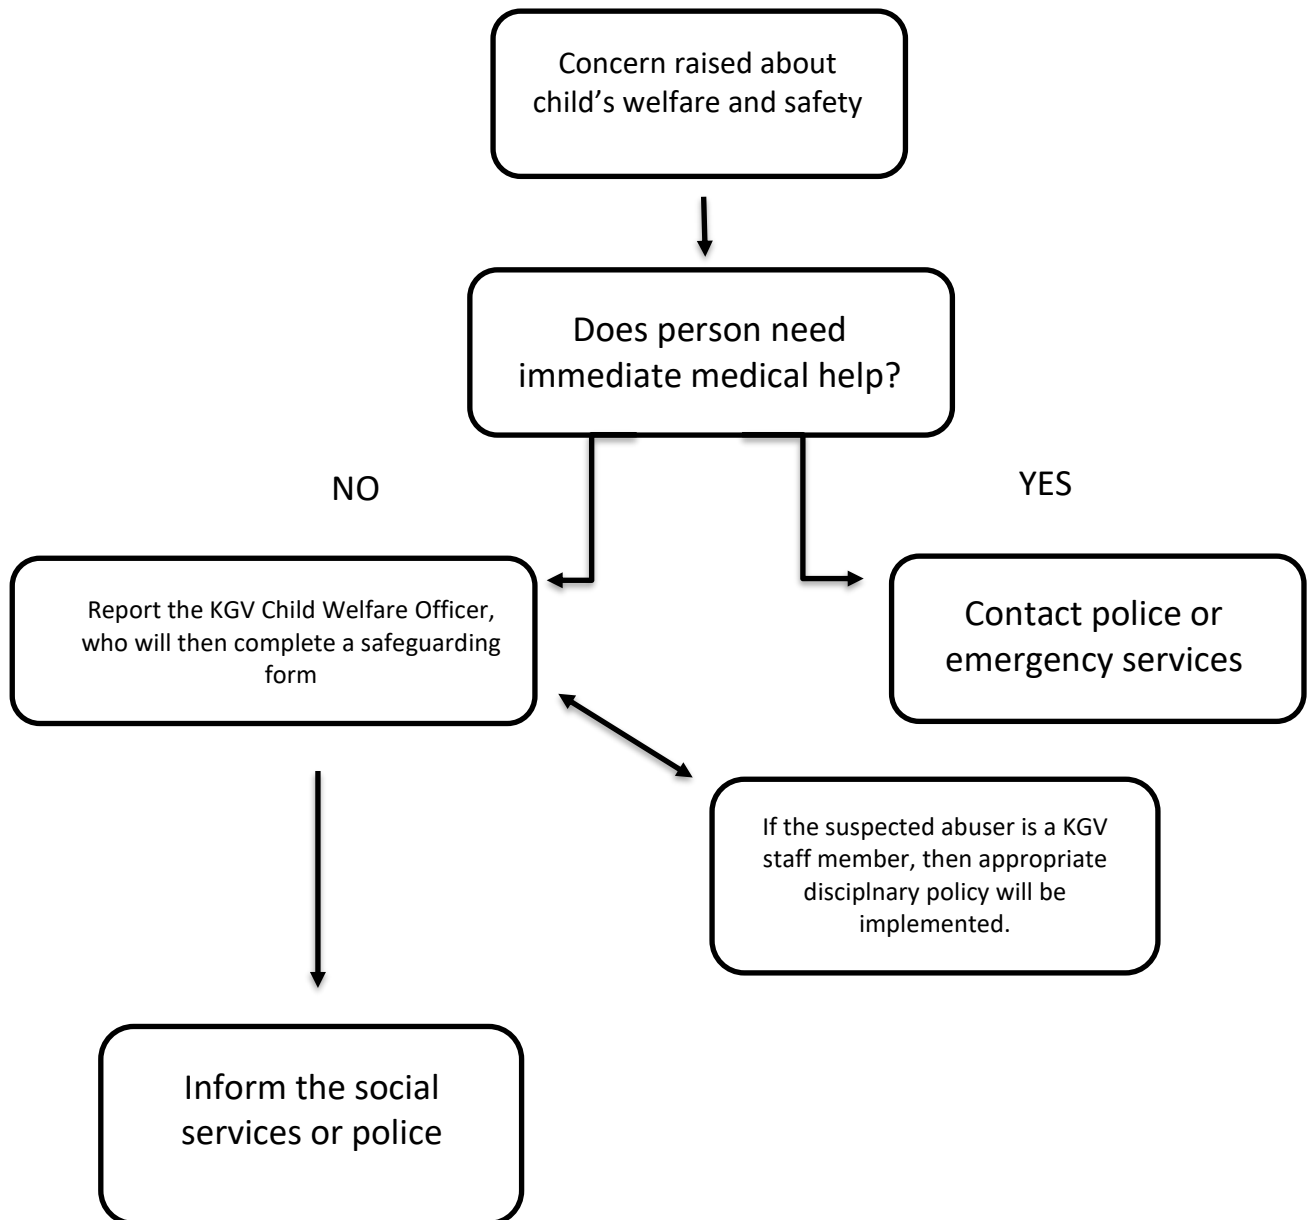 Concern raised about
child’s welfare and safety
Does person need
immediate medical help?
NO
YES
Report the KGV Child Welfare Officer,
who will then complete a safeguarding
form
Contact police or
emergency services
If the suspected abuser is a KGV
staff member, then appropriate
disciplnary policy will be
implemented.
Inform the social
services or police